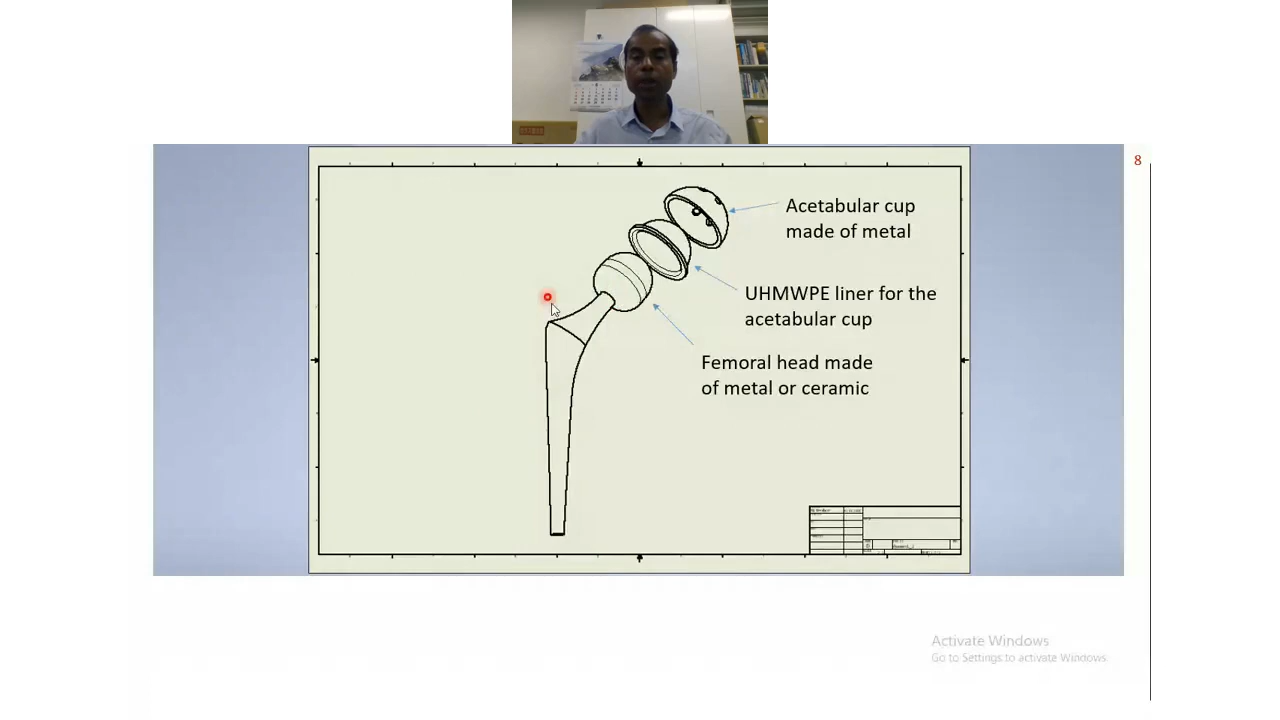 8
Acetabular cup
made of metal
UHMWPE liner for the
acetabular cup
Femoral head made
of metal or ceramic
Activate Windows
Go to Settings to activate Windows.